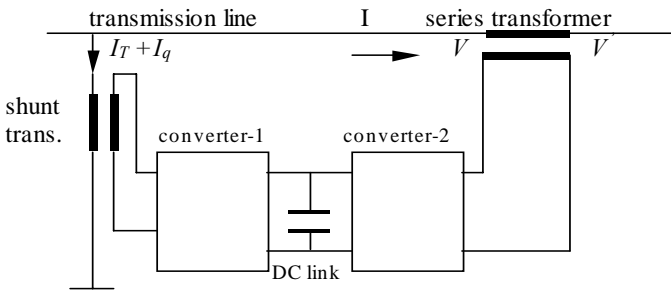 transmission line
I
series transformer
I_T + I_q
V
V'
shunt
trans.
converter-1
converter-2
DC link